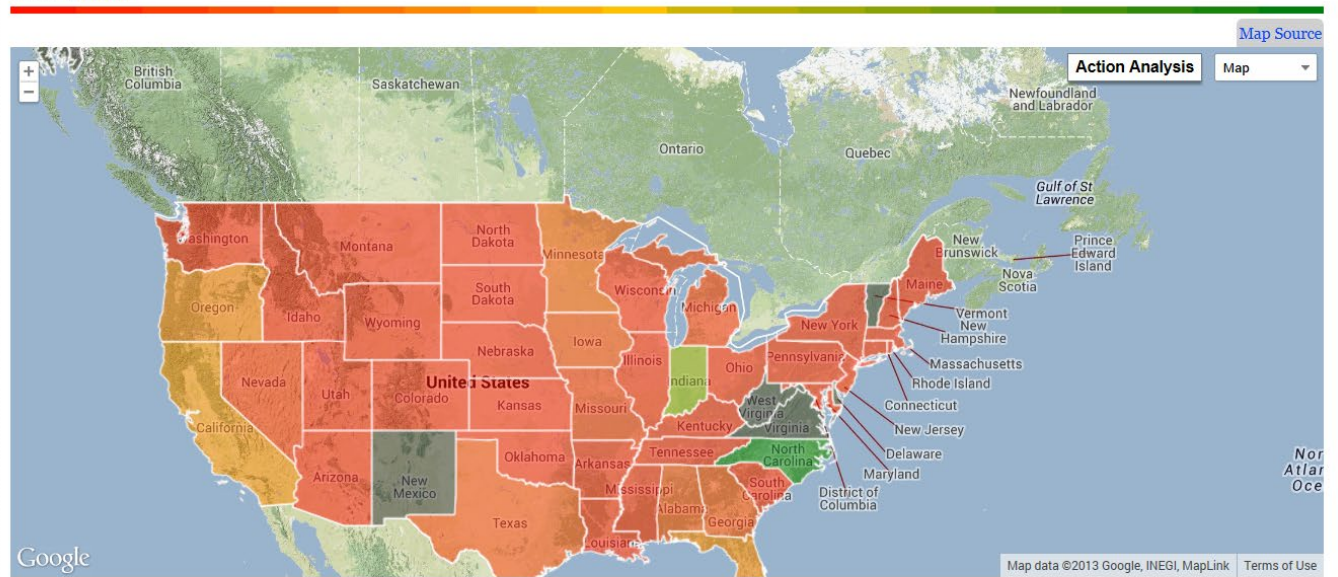 Map Source
+
−
Action Analysis
Map
British
Columbia
Saskatchewan
Newfoundland
and Labrador
Ontario
Quebec
Gulf of St
Lawrence
New
Brunswick
Prince
Edward
Island
Nova
Scotia
ashington
Montana
North
Dakota
Minnesota
Maine
South
Dakota
Wisconsin
Michigan
Vermont
New
Hampshire
Oregon
Idaho
Wyoming
New York
Iowa
Nebraska
Illinois
Indiana
Ohio
Pennsylvania
Massachusetts
Rhode Island
Connecticut
Nevada
Utah
United States
Colorado
Kansas
Missouri
West
Virginia
Virginia
Kentucky
New Jersey
California
Delaware
Maryland
Oklahoma
Arkansas
Tennessee
North
Carolina
Arizona
New
Mexico
Mississippi
Alabama
Georgia
South
Carolina
District of
Columbia
Texas
Louisian
Nor
Atlar
Oce
Google
Map data ©2013 Google, INEGI, MapLink
Terms of Use